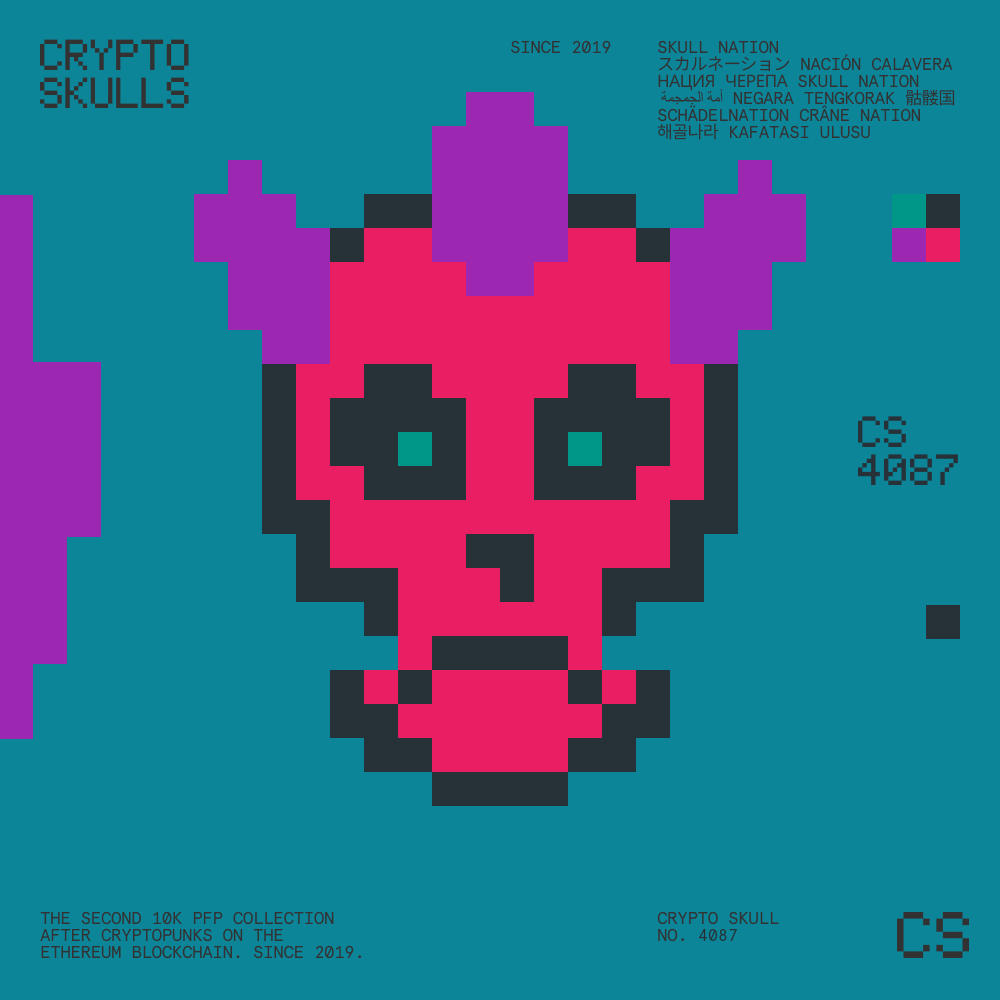 CRYPTO
SKULLS
SINCE 2019
SKULL NATION
スカルネーション NACIÓN CALAVERA
НАЦИЯ ЧЕРЕПА SKULL NATION
أمة الجمجمة NEGARA TENGKORAK 骷髅国
SCHÄDELNATION CRÂNE NATION
해골나라 KAFATASI ULUSU
CS
4087
THE SECOND 10K PFP COLLECTION
AFTER CRYPTOPUNKS ON THE
ETHEREUM BLOCKCHAIN. SINCE 2019.
CRYPTO SKULL
NO. 4087
CS